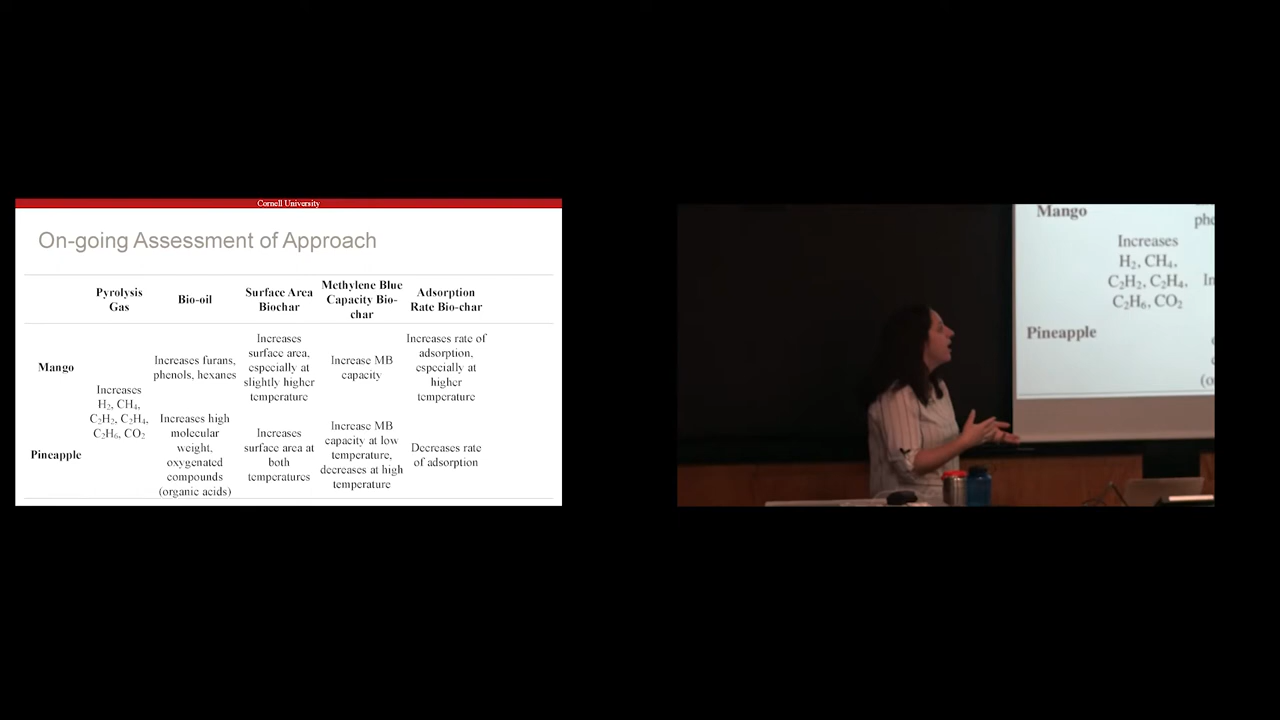 Cornell University
On-going Assessment of Approach
Pyrolysis
Gas
Bio-oil
Surface Area
Biochar
Methylene Blue
Capacity Bio-
char
Adsorption
Rate Bio-char
Mango
Increases
H₂, CH₄,
C₂H₂, C₂H₄,
C₂H₆, CO₂
Increases furans,
phenols, hexanes
Increases
surface area,
especially at
slightly higher
temperature
Increase MB
capacity
Increases rate of
adsorption,
especially at
higher
temperature
Pineapple
Increases high
molecular
weight,
oxygenated
compounds
(organic acids)
Increases
surface area at
both
temperatures
Increase MB
capacity at low
temperature,
decreases at high
temperature
Decreases rate
of adsorption
Mango
phe
Increases
H₂, CH₄,
C₂H₂, C₂H₄,
C₂H₆, CO₂
In
Pineapple
(o